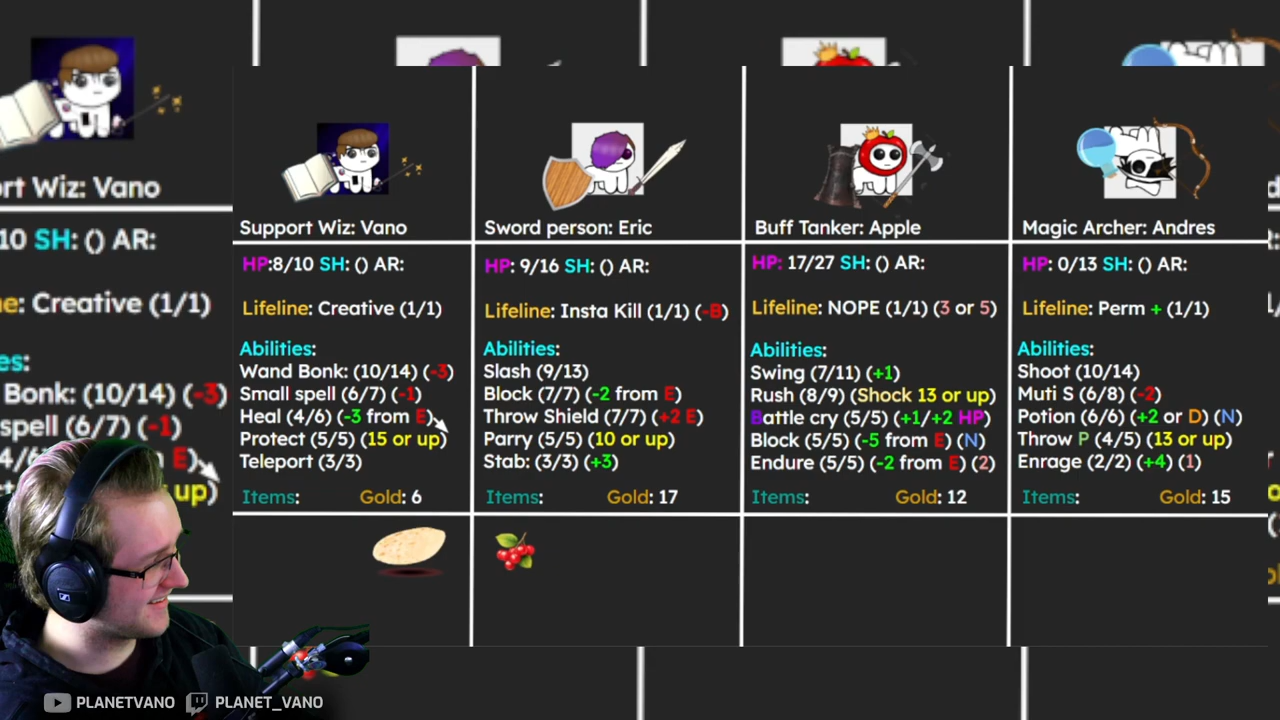 Support Wiz: Vano
HP:8/10 SH: () AR:
Lifeline: Creative (1/1)
Abilities:
Wand Bonk: (10/14) (-3)
Small spell (6/7) (-1)
Heal (4/6) (-3 from E)
Protect (5/5) (15 or up)
Teleport (3/3)
Items: Gold: 6
Sword person: Eric
HP: 9/16 SH: () AR:
Lifeline: Insta Kill (1/1) (-B)
Abilities:
Slash (9/13)
Block (7/7) (-2 from E)
Throw Shield (7/7) (+2 E)
Parry (5/5) (10 or up)
Stab: (3/3) (+3)
Items: Gold: 17
Buff Tanker: Apple
HP: 17/27 SH: () AR:
Lifeline: NOPE (1/1) (3 or 5)
Abilities:
Swing (7/11) (+1)
Rush (8/9) (Shock 13 or up)
Battle cry (5/5) (+1/+2 HP)
Block (5/5) (-5 from E) (N)
Endure (5/5) (-2 from E) (2)
Items: Gold: 12
Magic Archer: Andres
HP: 0/13 SH: () AR:
Lifeline: Perm + (1/1)
Abilities:
Shoot (10/14)
Muti S (6/8) (-2)
Potion (6/6) (+2 or D) (N)
Throw P (4/5) (13 or up)
Enrage (2/2) (+4) (1)
Items: Gold: 15
rt Wiz: Vano
10 SH: () AR:
ne: Creative (1/1)
es:
Bonk: (10/14) (-3)
spell (6/7) (-1)
4/6) E)
up)
PLANETVANO PLANET_VANO